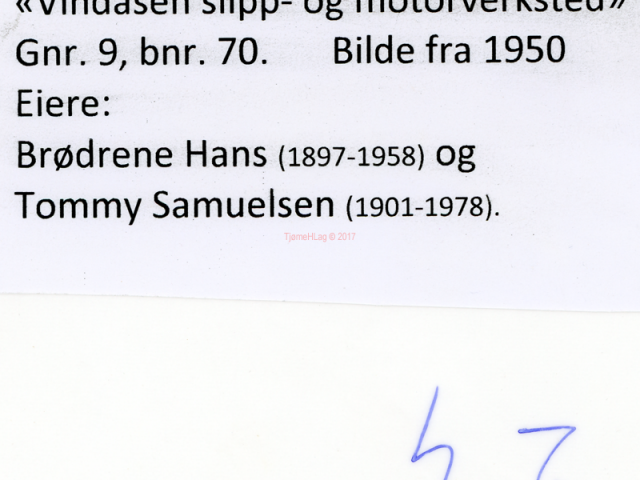 «Vindåsen slipp- og motorverksted»
Gnr. 9, bnr. 70. Bilde fra 1950
Eiere:
Brødrene Hans (1897-1958) og
Tommy Samuelsen (1901-1978).
TjømeHLag © 2017